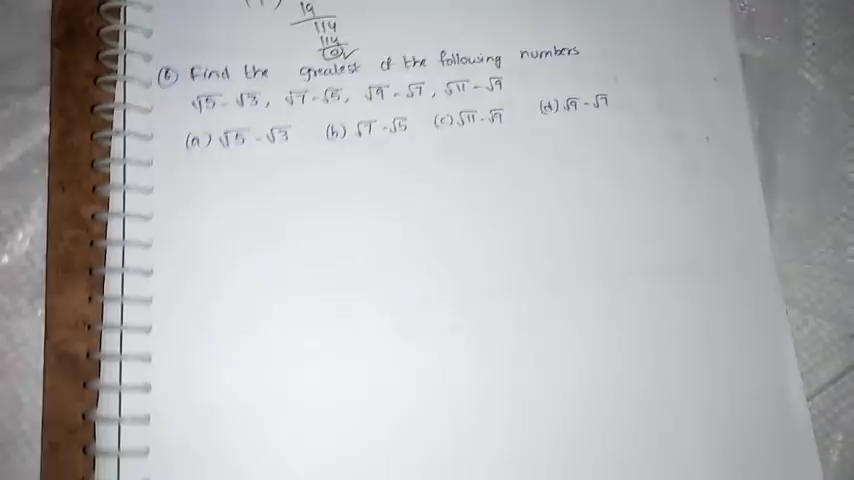 19
114
114
0
(6) Find the greatest of the following numbers
√5 - √3, √7 - √5, √9 - √7, √11 - √9
(a) √5 - √3 (b) √7 - √5 (c) √11 - √9 (d) √9 - √7